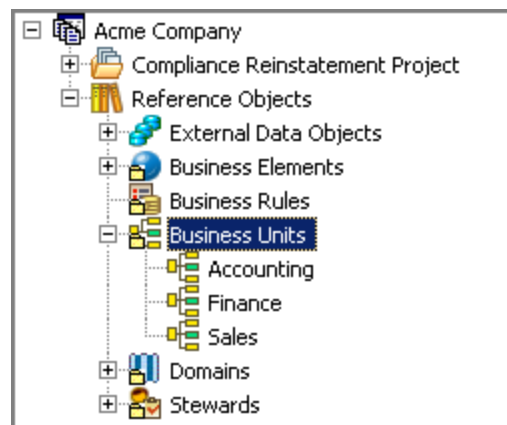 Acme Company
Compliance Reinstatement Project
Reference Objects
External Data Objects
Business Elements
Business Rules
Business Units
Accounting
Finance
Sales
Domains
Stewards